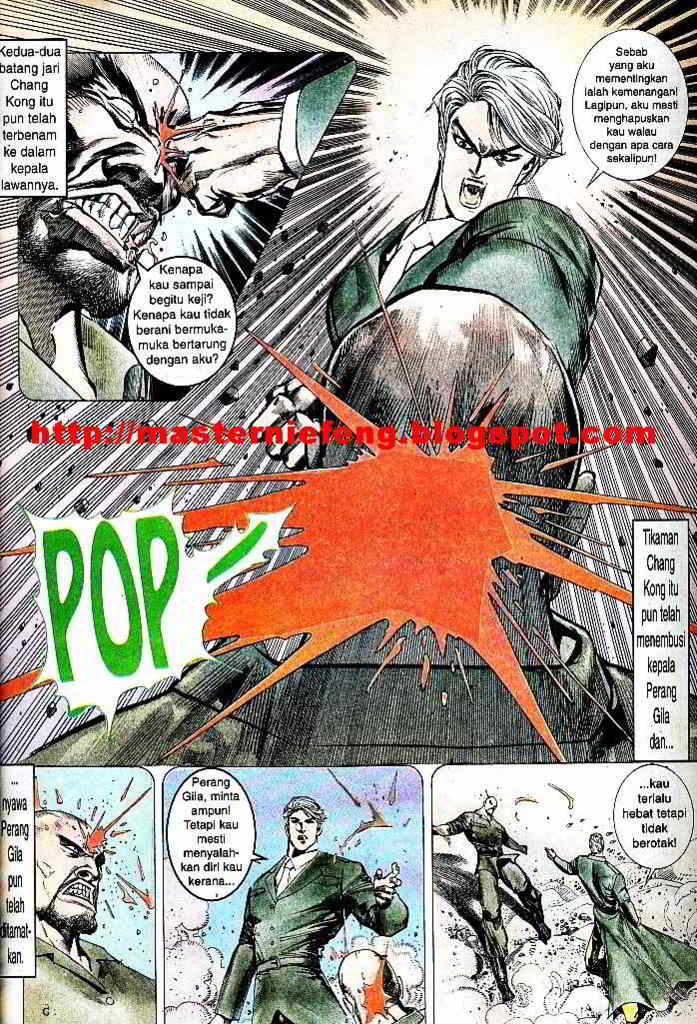 Kedua-dua
batang jari
Chang
Kong itu
pun telah
terbenam
ke dalam
kepala
lawannya.
Kenapa
kau sampai
begitu keji?
Kenapa kau tidak
berani bermuka-
muka bertarung
dengan aku?
Sebab
yang aku
mementingkan
ialah kemenangan!
Lagipun, aku mesti
menghapuskan
kau walau
dengan apa cara
sekalipun!
http://masterniefeng.blogspot.com
POP
Tikaman
Chang
Kong itu
pun telah
menembusi
kepala
Perang
Gila
dan...
...
nyawa
Perang
Gila
pun
telah
ditamat-
kan.
Perang
Gila, minta
ampun!
Tetapi kau
mesti
menyalah-
kan diri kau
kerana...
...kau
terlalu
hebat tetapi
tidak
berotak!